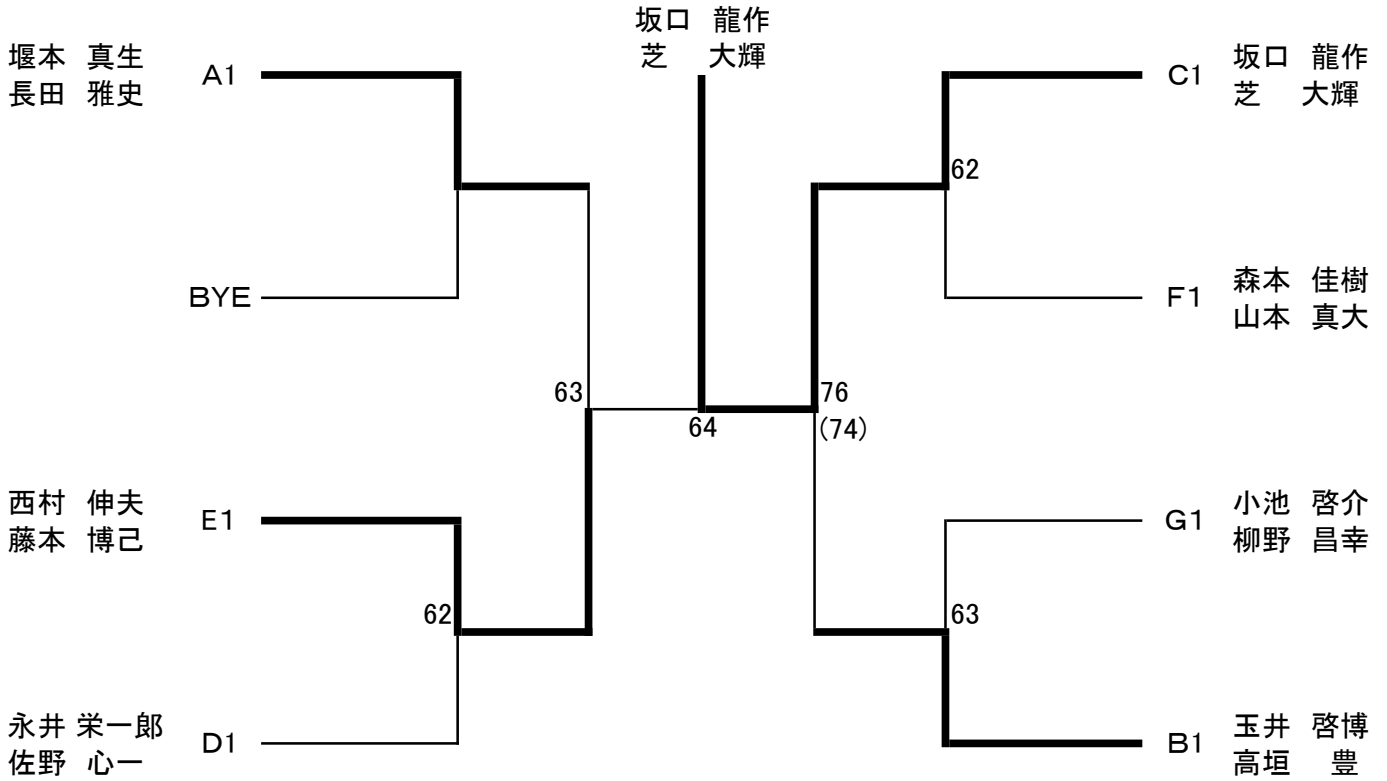 坂口 龍作
芝 大輝
堰本 真生
長田 雅史
A1
C1
坂口 龍作
芝 大輝
62
BYE
F1
森本 佳樹
山本 真大
63
76
64
(74)
西村 伸夫
藤本 博己
E1
G1
小池 啓介
柳野 昌幸
62
63
永井 栄一郎
佐野 心一
D1
B1
玉井 啓博
高垣 豊